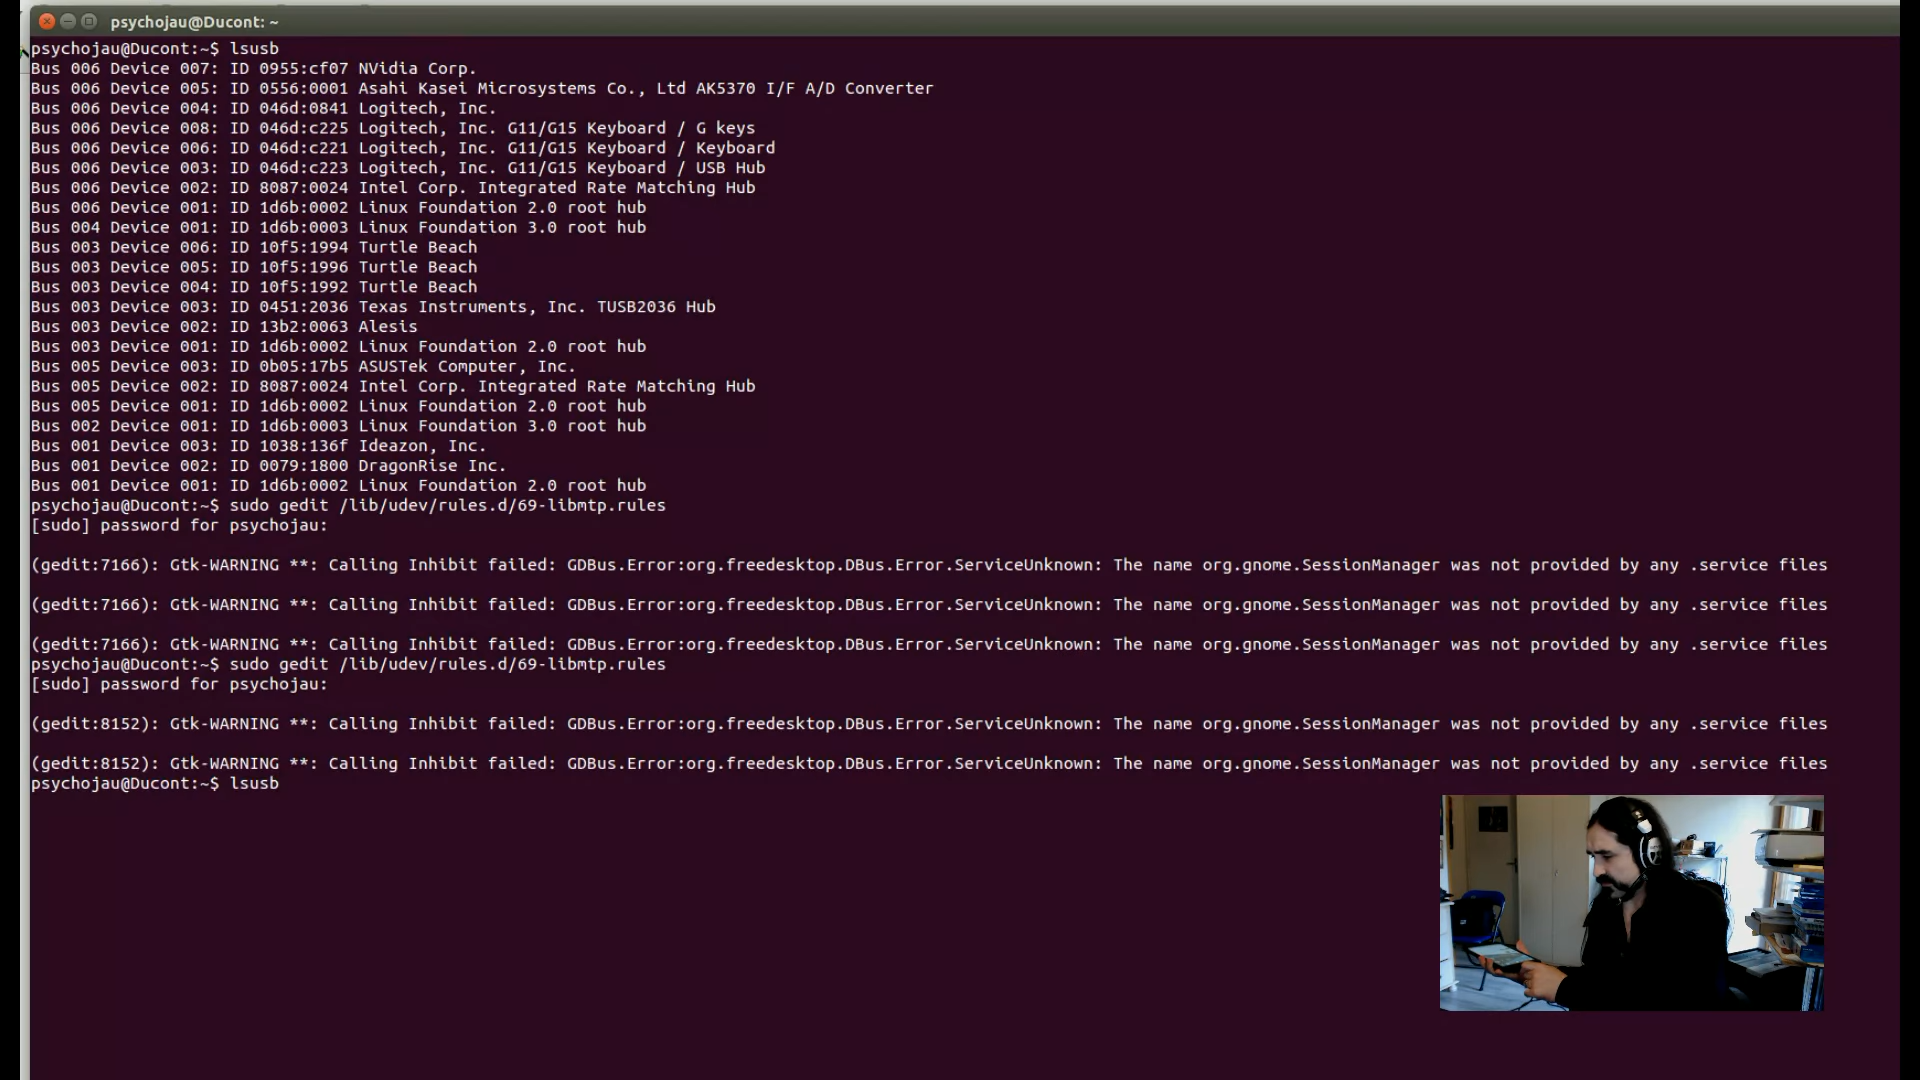 psychojau@Ducont: ~
psychojau@Ducont:~$ lsusb
Bus 006 Device 007: ID 0955:cf07 NVidia Corp.
Bus 006 Device 005: ID 0556:0001 Asahi Kasei Microsystems Co., Ltd AK5370 I/F A/D Converter
Bus 006 Device 004: ID 046d:0841 Logitech, Inc.
Bus 006 Device 008: ID 046d:c225 Logitech, Inc. G11/G15 Keyboard / G keys
Bus 006 Device 006: ID 046d:c221 Logitech, Inc. G11/G15 Keyboard / Keyboard
Bus 006 Device 003: ID 046d:c223 Logitech, Inc. G11/G15 Keyboard / USB Hub
Bus 006 Device 002: ID 8087:0024 Intel Corp. Integrated Rate Matching Hub
Bus 006 Device 001: ID 1d6b:0002 Linux Foundation 2.0 root hub
Bus 004 Device 001: ID 1d6b:0003 Linux Foundation 3.0 root hub
Bus 003 Device 006: ID 10f5:1994 Turtle Beach
Bus 003 Device 005: ID 10f5:1996 Turtle Beach
Bus 003 Device 004: ID 10f5:1992 Turtle Beach
Bus 003 Device 003: ID 0451:2036 Texas Instruments, Inc. TUSB2036 Hub
Bus 003 Device 002: ID 13b2:0063 Alesis
Bus 003 Device 001: ID 1d6b:0002 Linux Foundation 2.0 root hub
Bus 005 Device 003: ID 0b05:17b5 ASUSTek Computer, Inc.
Bus 005 Device 002: ID 8087:0024 Intel Corp. Integrated Rate Matching Hub
Bus 005 Device 001: ID 1d6b:0002 Linux Foundation 2.0 root hub
Bus 002 Device 001: ID 1d6b:0003 Linux Foundation 3.0 root hub
Bus 001 Device 003: ID 1038:136f Ideazon, Inc.
Bus 001 Device 002: ID 0079:1800 DragonRise Inc.
Bus 001 Device 001: ID 1d6b:0002 Linux Foundation 2.0 root hub
psychojau@Ducont:~$ sudo gedit /lib/udev/rules.d/69-libmtp.rules
[sudo] password for psychojau:
(gedit:7166): Gtk-WARNING **: Calling Inhibit failed: GDBus.Error:org.freedesktop.DBus.Error.ServiceUnknown: The name org.gnome.SessionManager was not provided by any .service files
(gedit:7166): Gtk-WARNING **: Calling Inhibit failed: GDBus.Error:org.freedesktop.DBus.Error.ServiceUnknown: The name org.gnome.SessionManager was not provided by any .service files
(gedit:7166): Gtk-WARNING **: Calling Inhibit failed: GDBus.Error:org.freedesktop.DBus.Error.ServiceUnknown: The name org.gnome.SessionManager was not provided by any .service files
psychojau@Ducont:~$ sudo gedit /lib/udev/rules.d/69-libmtp.rules
[sudo] password for psychojau:
(gedit:8152): Gtk-WARNING **: Calling Inhibit failed: GDBus.Error:org.freedesktop.DBus.Error.ServiceUnknown: The name org.gnome.SessionManager was not provided by any .service files
(gedit:8152): Gtk-WARNING **: Calling Inhibit failed: GDBus.Error:org.freedesktop.DBus.Error.ServiceUnknown: The name org.gnome.SessionManager was not provided by any .service files
psychojau@Ducont:~$ lsusb